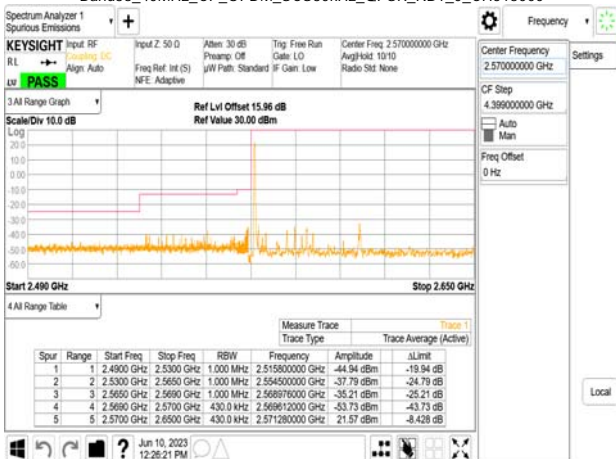 Spectrum Analyzer 1
Spurious Emissions
+
Frequency
KEYSIGHT
RL
LU
PASS
Input: RF
Coupling: DC
Align: Auto
Input Z: 50 Ω
Freq Ref: Int (S)
NFE: Adaptive
Atten: 30 dB
Preamp: Off
µW Path: Standard
Trig: Free Run
Gate: LO
IF Gain: Low
Center Freq: 2.570000000 GHz
Avg|Hold: 10/10
Radio Std: None
Center Frequency
2.570000000 GHz
Settings
CF Step
4.399000000 GHz
Auto
Man
Freq Offset
0 Hz
Local
3 All Range Graph
Scale/Div 10.0 dB
Ref Lvl Offset 15.96 dB
Ref Value 30.00 dBm
Log
20.0
10.0
0.00
-10.0
-20.0
-30.0
-40.0
-50.0
-60.0
Start 2.490 GHz
Stop 2.650 GHz
4 All Range Table
Measure Trace Trace 1
Trace Type Trace Average (Active)
Spur Range Start Freq Stop Freq RBW Frequency Amplitude ΔLimit
1 1 2.4900 GHz 2.5300 GHz 1.000 MHz 2.515800000 GHz -44.94 dBm -19.94 dB
2 2 2.5300 GHz 2.5650 GHz 1.000 MHz 2.554500000 GHz -37.79 dBm -24.79 dB
3 3 2.5650 GHz 2.5690 GHz 1.000 MHz 2.568976000 GHz -35.21 dBm -25.21 dB
4 4 2.5690 GHz 2.5700 GHz 430.0 kHz 2.569612000 GHz -53.73 dBm -43.73 dB
5 5 2.5700 GHz 2.6500 GHz 430.0 kHz 2.571280000 GHz 21.57 dBm -8.428 dB
?
Jun 10, 2023
12:26:21 PM